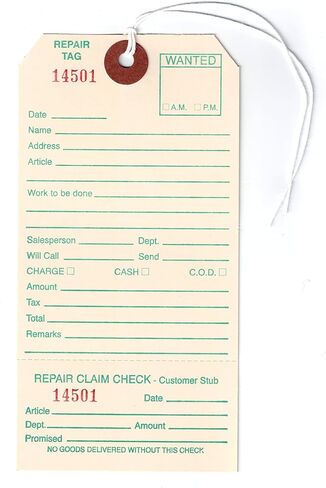 REPAIR
TAG
14501
WANTED
☐ A.M. ☐ P.M.
Date
Name
Address
Article
Work to be done
Salesperson Dept.
Will Call Send
CHARGE ☐ CASH ☐ C.O.D. ☐
Amount
Tax
Total
Remarks
REPAIR CLAIM CHECK - Customer Stub
14501 Date
Article
Dept. Amount
Promised
NO GOODS DELIVERED WITHOUT THIS CHECK